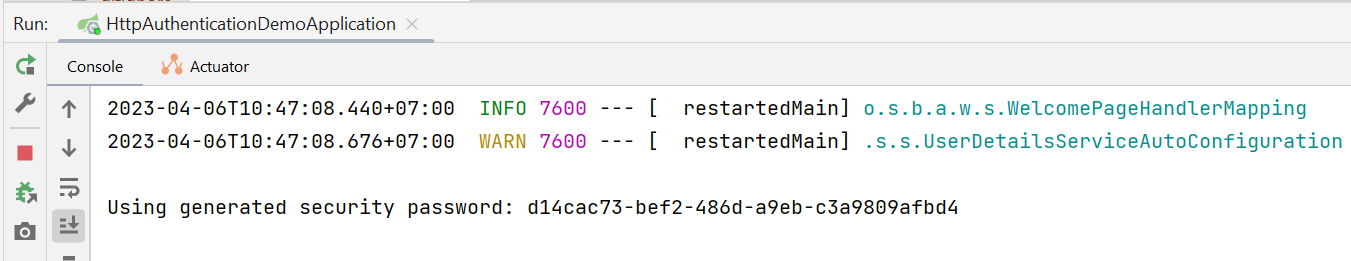 Run: HttpAuthenticationDemoApplication
Console Actuator
2023-04-06T10:47:08.440+07:00  INFO 7600 --- [  restartedMain] o.s.b.a.w.s.WelcomePageHandlerMapping
2023-04-06T10:47:08.676+07:00  WARN 7600 --- [  restartedMain] .s.s.UserDetailsServiceAutoConfiguration
Using generated security password: d14cac73-bef2-486d-a9eb-c3a9809afbd4